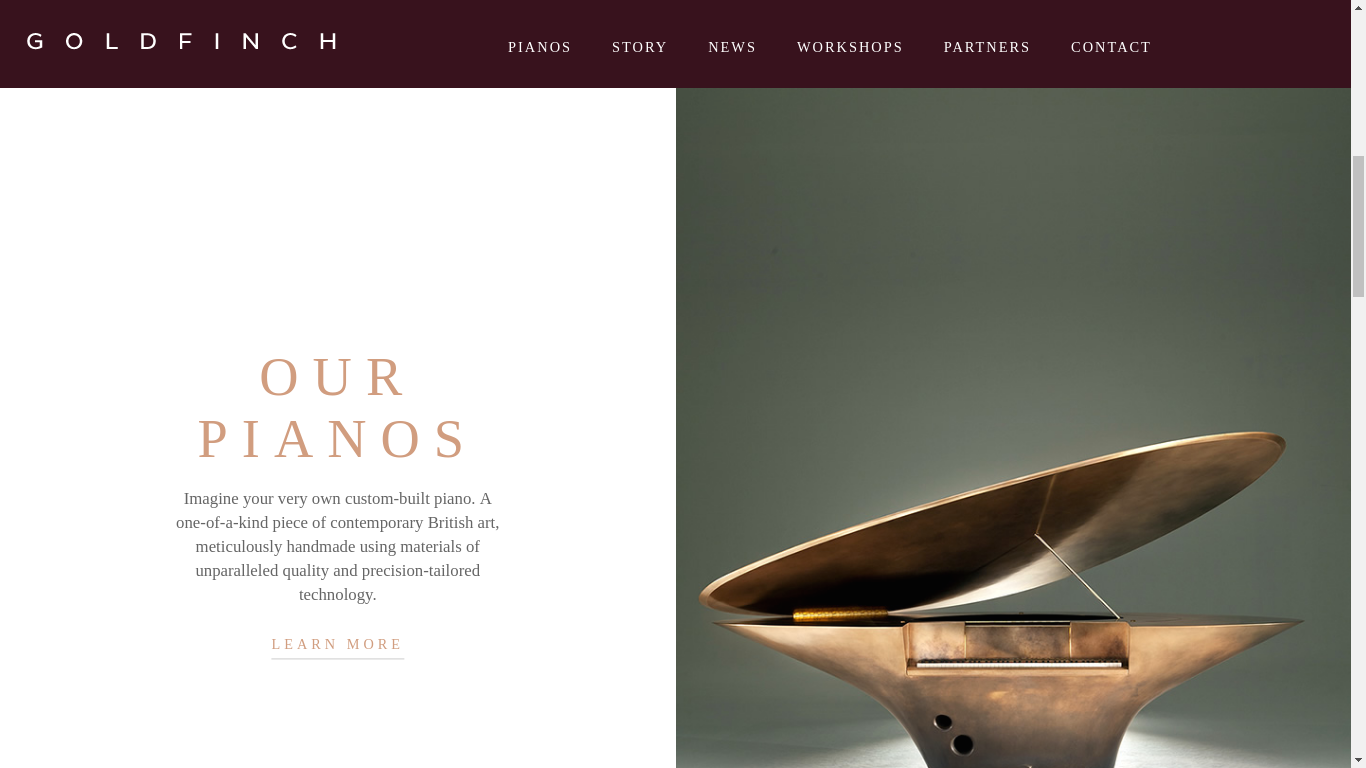 GOLDFINCH
PIANOS STORY NEWS WORKSHOPS PARTNERS CONTACT
OUR
PIANOS
Imagine your very own custom-built piano. A
one-of-a-kind piece of contemporary British art,
meticulously handmade using materials of
unparalleled quality and precision-tailored
technology.
LEARN MORE